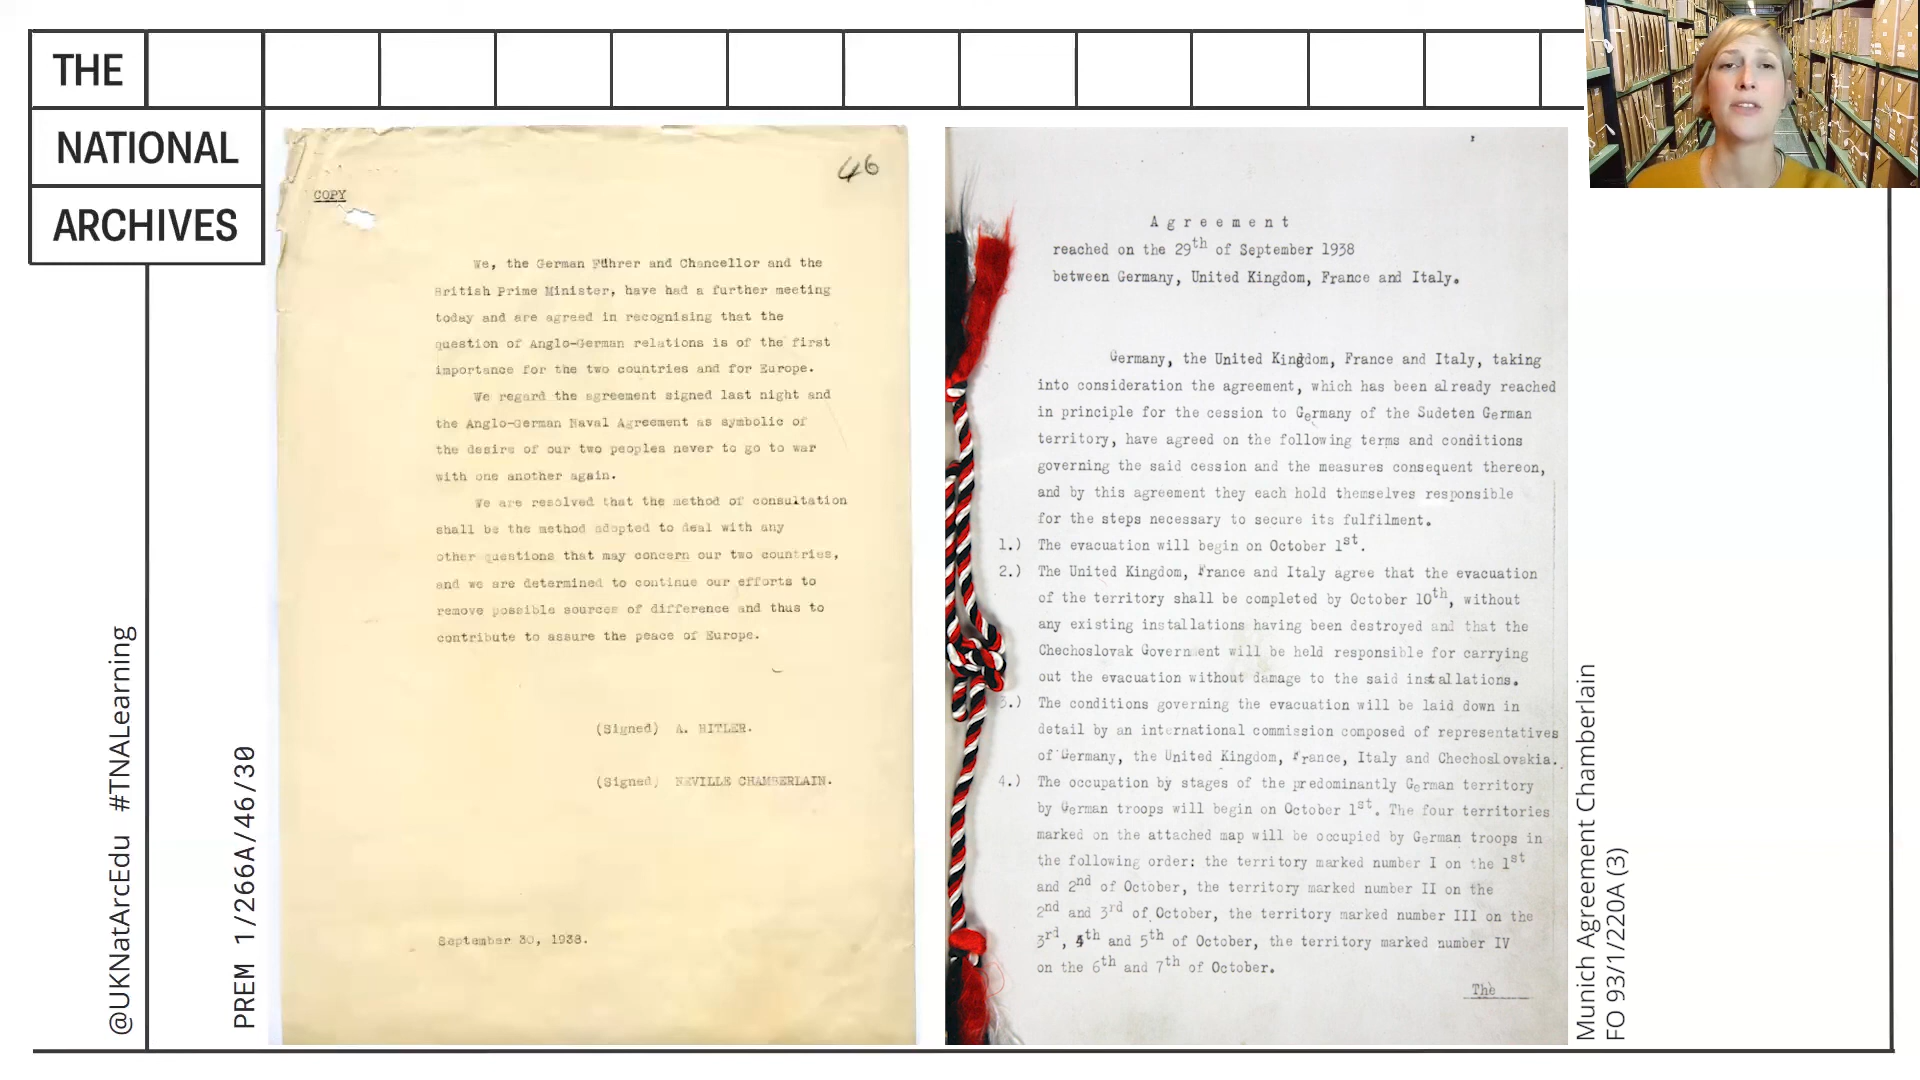 THE
NATIONAL
ARCHIVES
@UKNatArcEdu #TNALearning
PREM 1/266A/46/30
46
COPY
We, the German Führer and Chancellor and the
British Prime Minister, have had a further meeting
today and are agreed in recognising that the
question of Anglo-German relations is of the first
importance for the two countries and for Europe.
We regard the agreement signed last night and
the Anglo-German Naval Agreement as symbolic of
the desire of our two peoples never to go to war
with one another again.
We are resolved that the method of consultation
shall be the method adopted to deal with any
other questions that may concern our two countries,
and we are determined to continue our efforts to
remove possible sources of difference and thus to
contribute to assure the peace of Europe.
(Signed) A. HITLER.
(Signed) NEVILLE CHAMBERLAIN.
September 30, 1938.
Agreement
reached on the 29th of September 1938
between Germany, United Kingdom, France and Italy.
Germany, the United Kingdom, France and Italy, taking
into consideration the agreement, which has been already reached
in principle for the cession to Germany of the Sudeten German
territory, have agreed on the following terms and conditions
governing the said cession and the measures consequent thereon,
and by this agreement they each hold themselves responsible
for the steps necessary to secure its fulfilment.
1.) The evacuation will begin on October 1st.
2.) The United Kingdom, France and Italy agree that the evacuation
of the territory shall be completed by October 10th, without
any existing installations having been destroyed and that the
Chechoslovak Government will be held responsible for carrying
out the evacuation without damage to the said installations.
3.) The conditions governing the evacuation will be laid down in
detail by an international commission composed of representatives
of Germany, the United Kingdom, France, Italy and Chechoslovakia.
4.) The occupation by stages of the predominantly German territory
by German troops will begin on October 1st. The four territories
marked on the attached map will be occupied by German troops in
the following order: the territory marked number I on the 1st
and 2nd of October, the territory marked number II on the
2nd and 3rd of October, the territory marked number III on the
3rd, 4th and 5th of October, the territory marked number IV
on the 6th and 7th of October.
The
Munich Agreement Chamberlain
FO 93/1/220A (3)